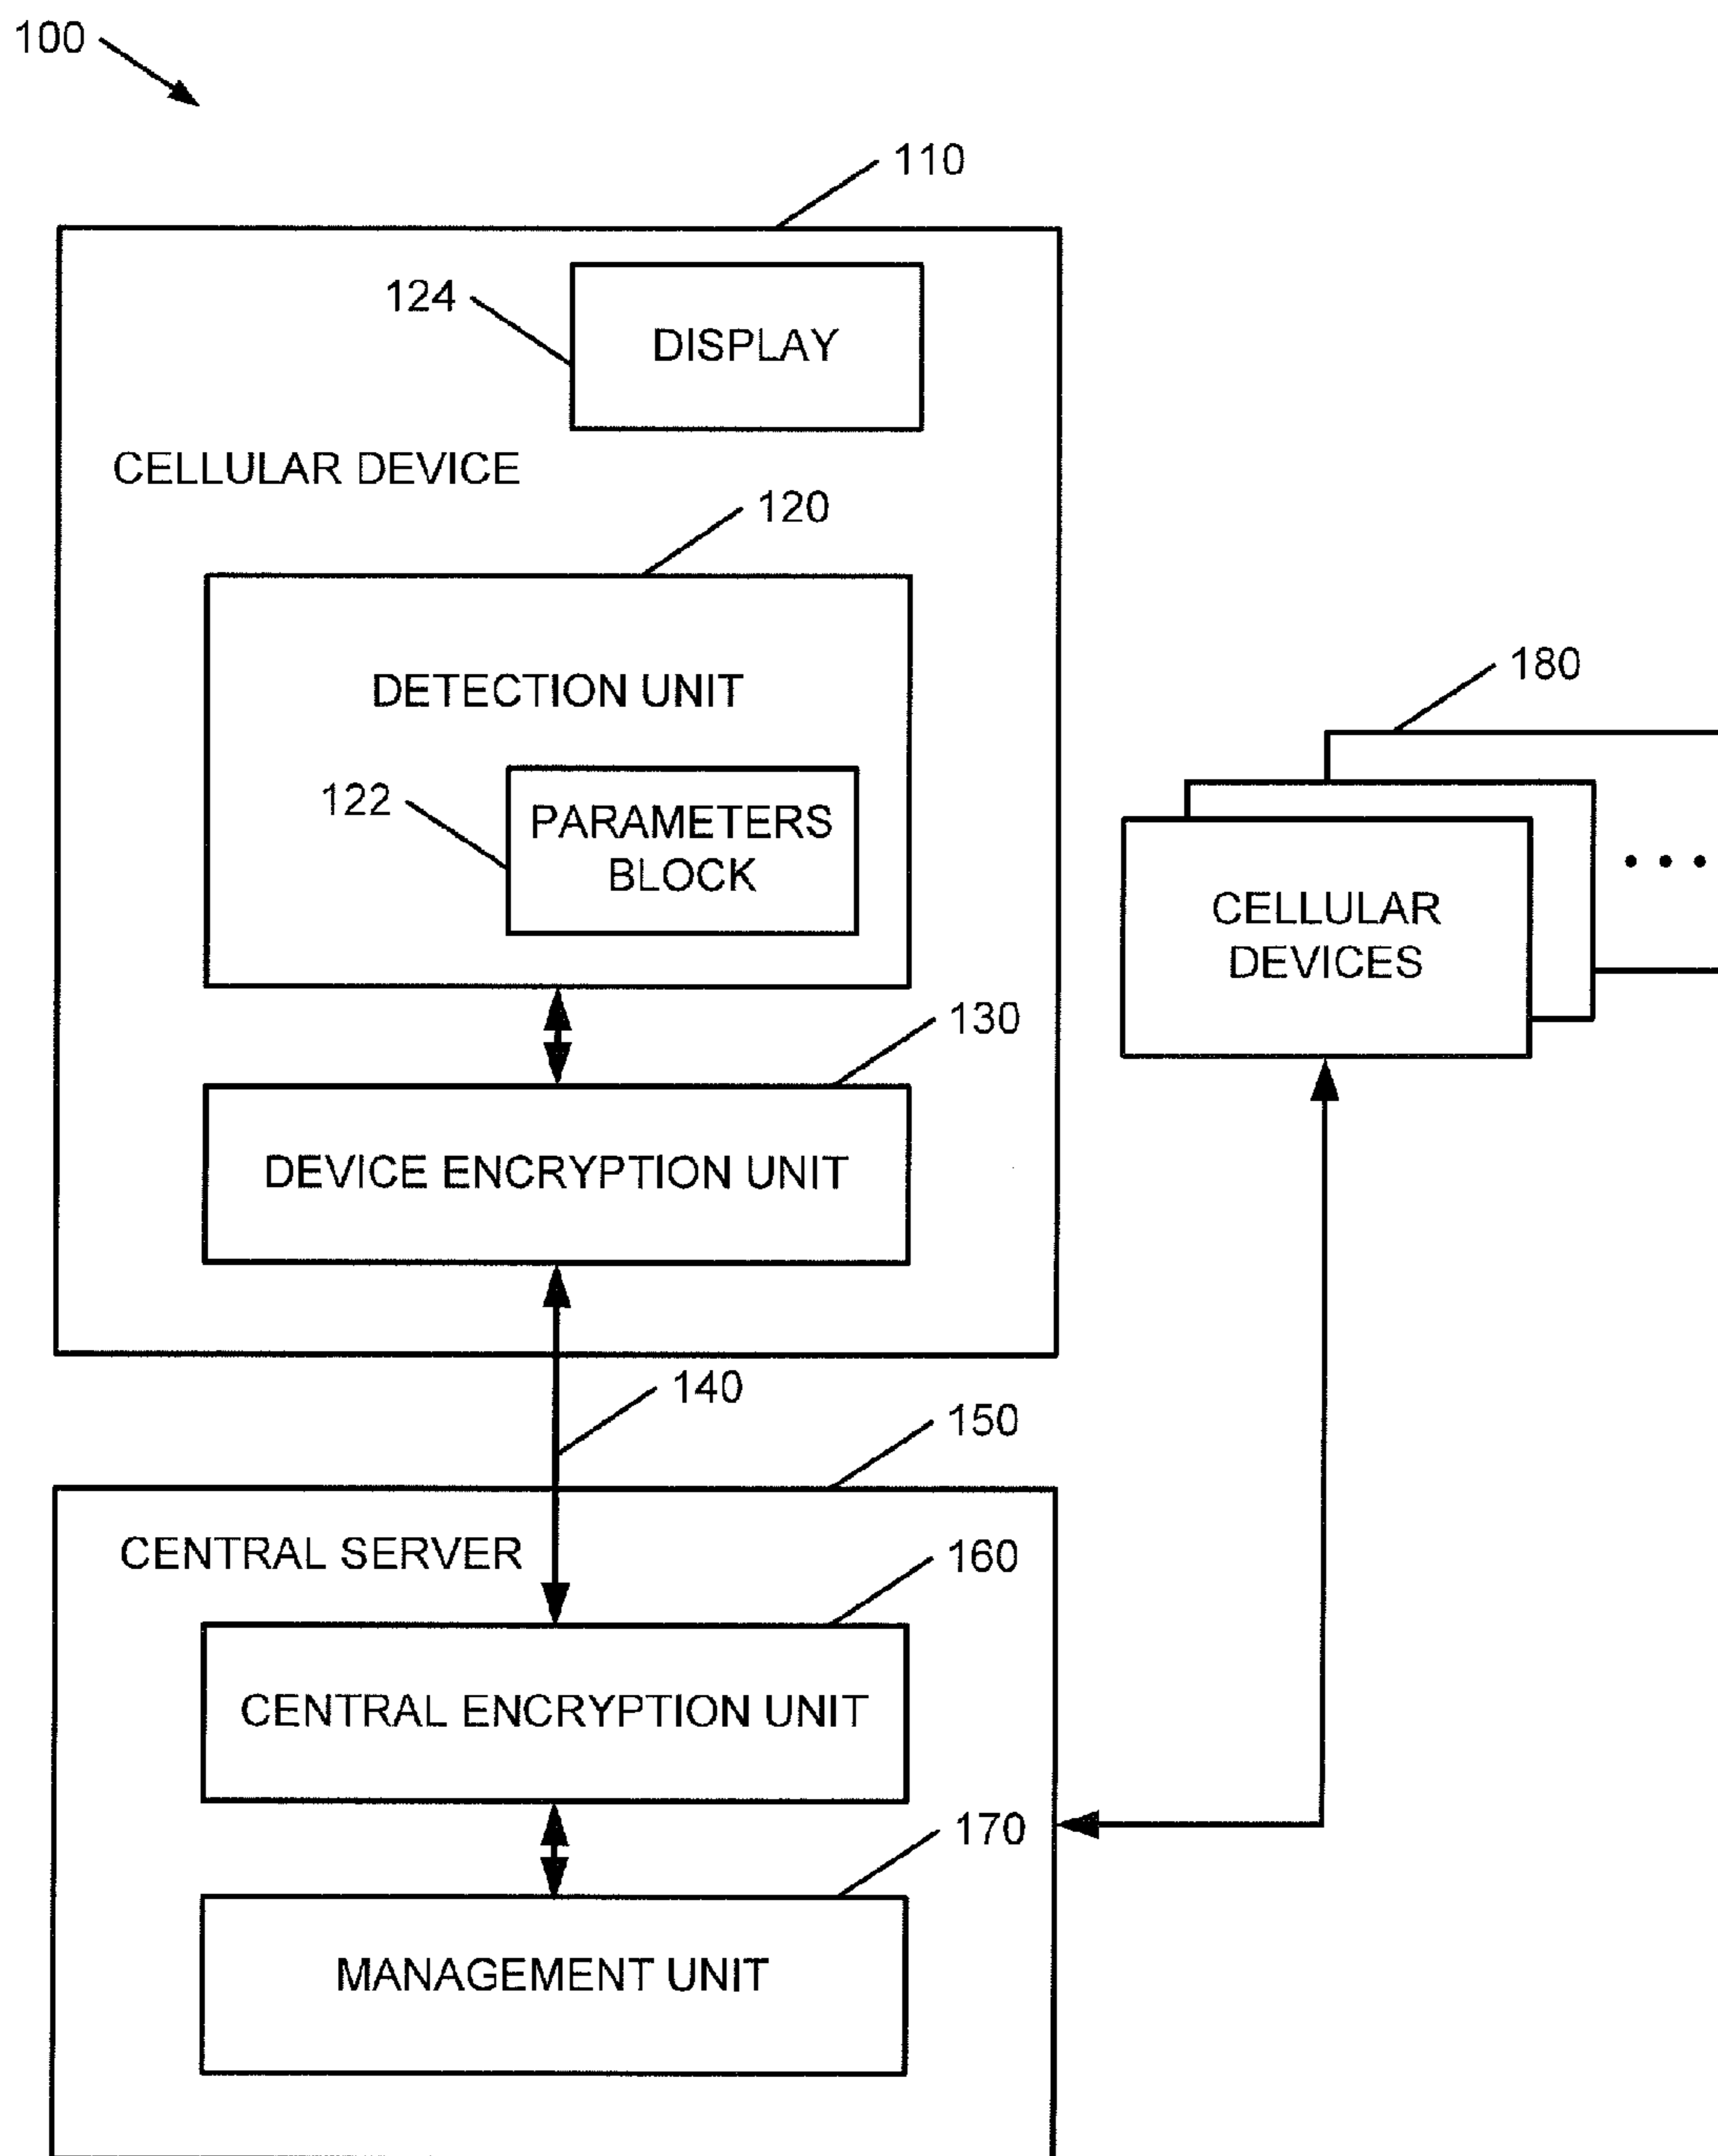 100
110
124
DISPLAY
CELLULAR DEVICE
120
DETECTION UNIT
122
PARAMETERS
BLOCK
180
CELLULAR
DEVICES
130
DEVICE ENCRYPTION UNIT
140
150
CENTRAL SERVER
160
CENTRAL ENCRYPTION UNIT
170
MANAGEMENT UNIT